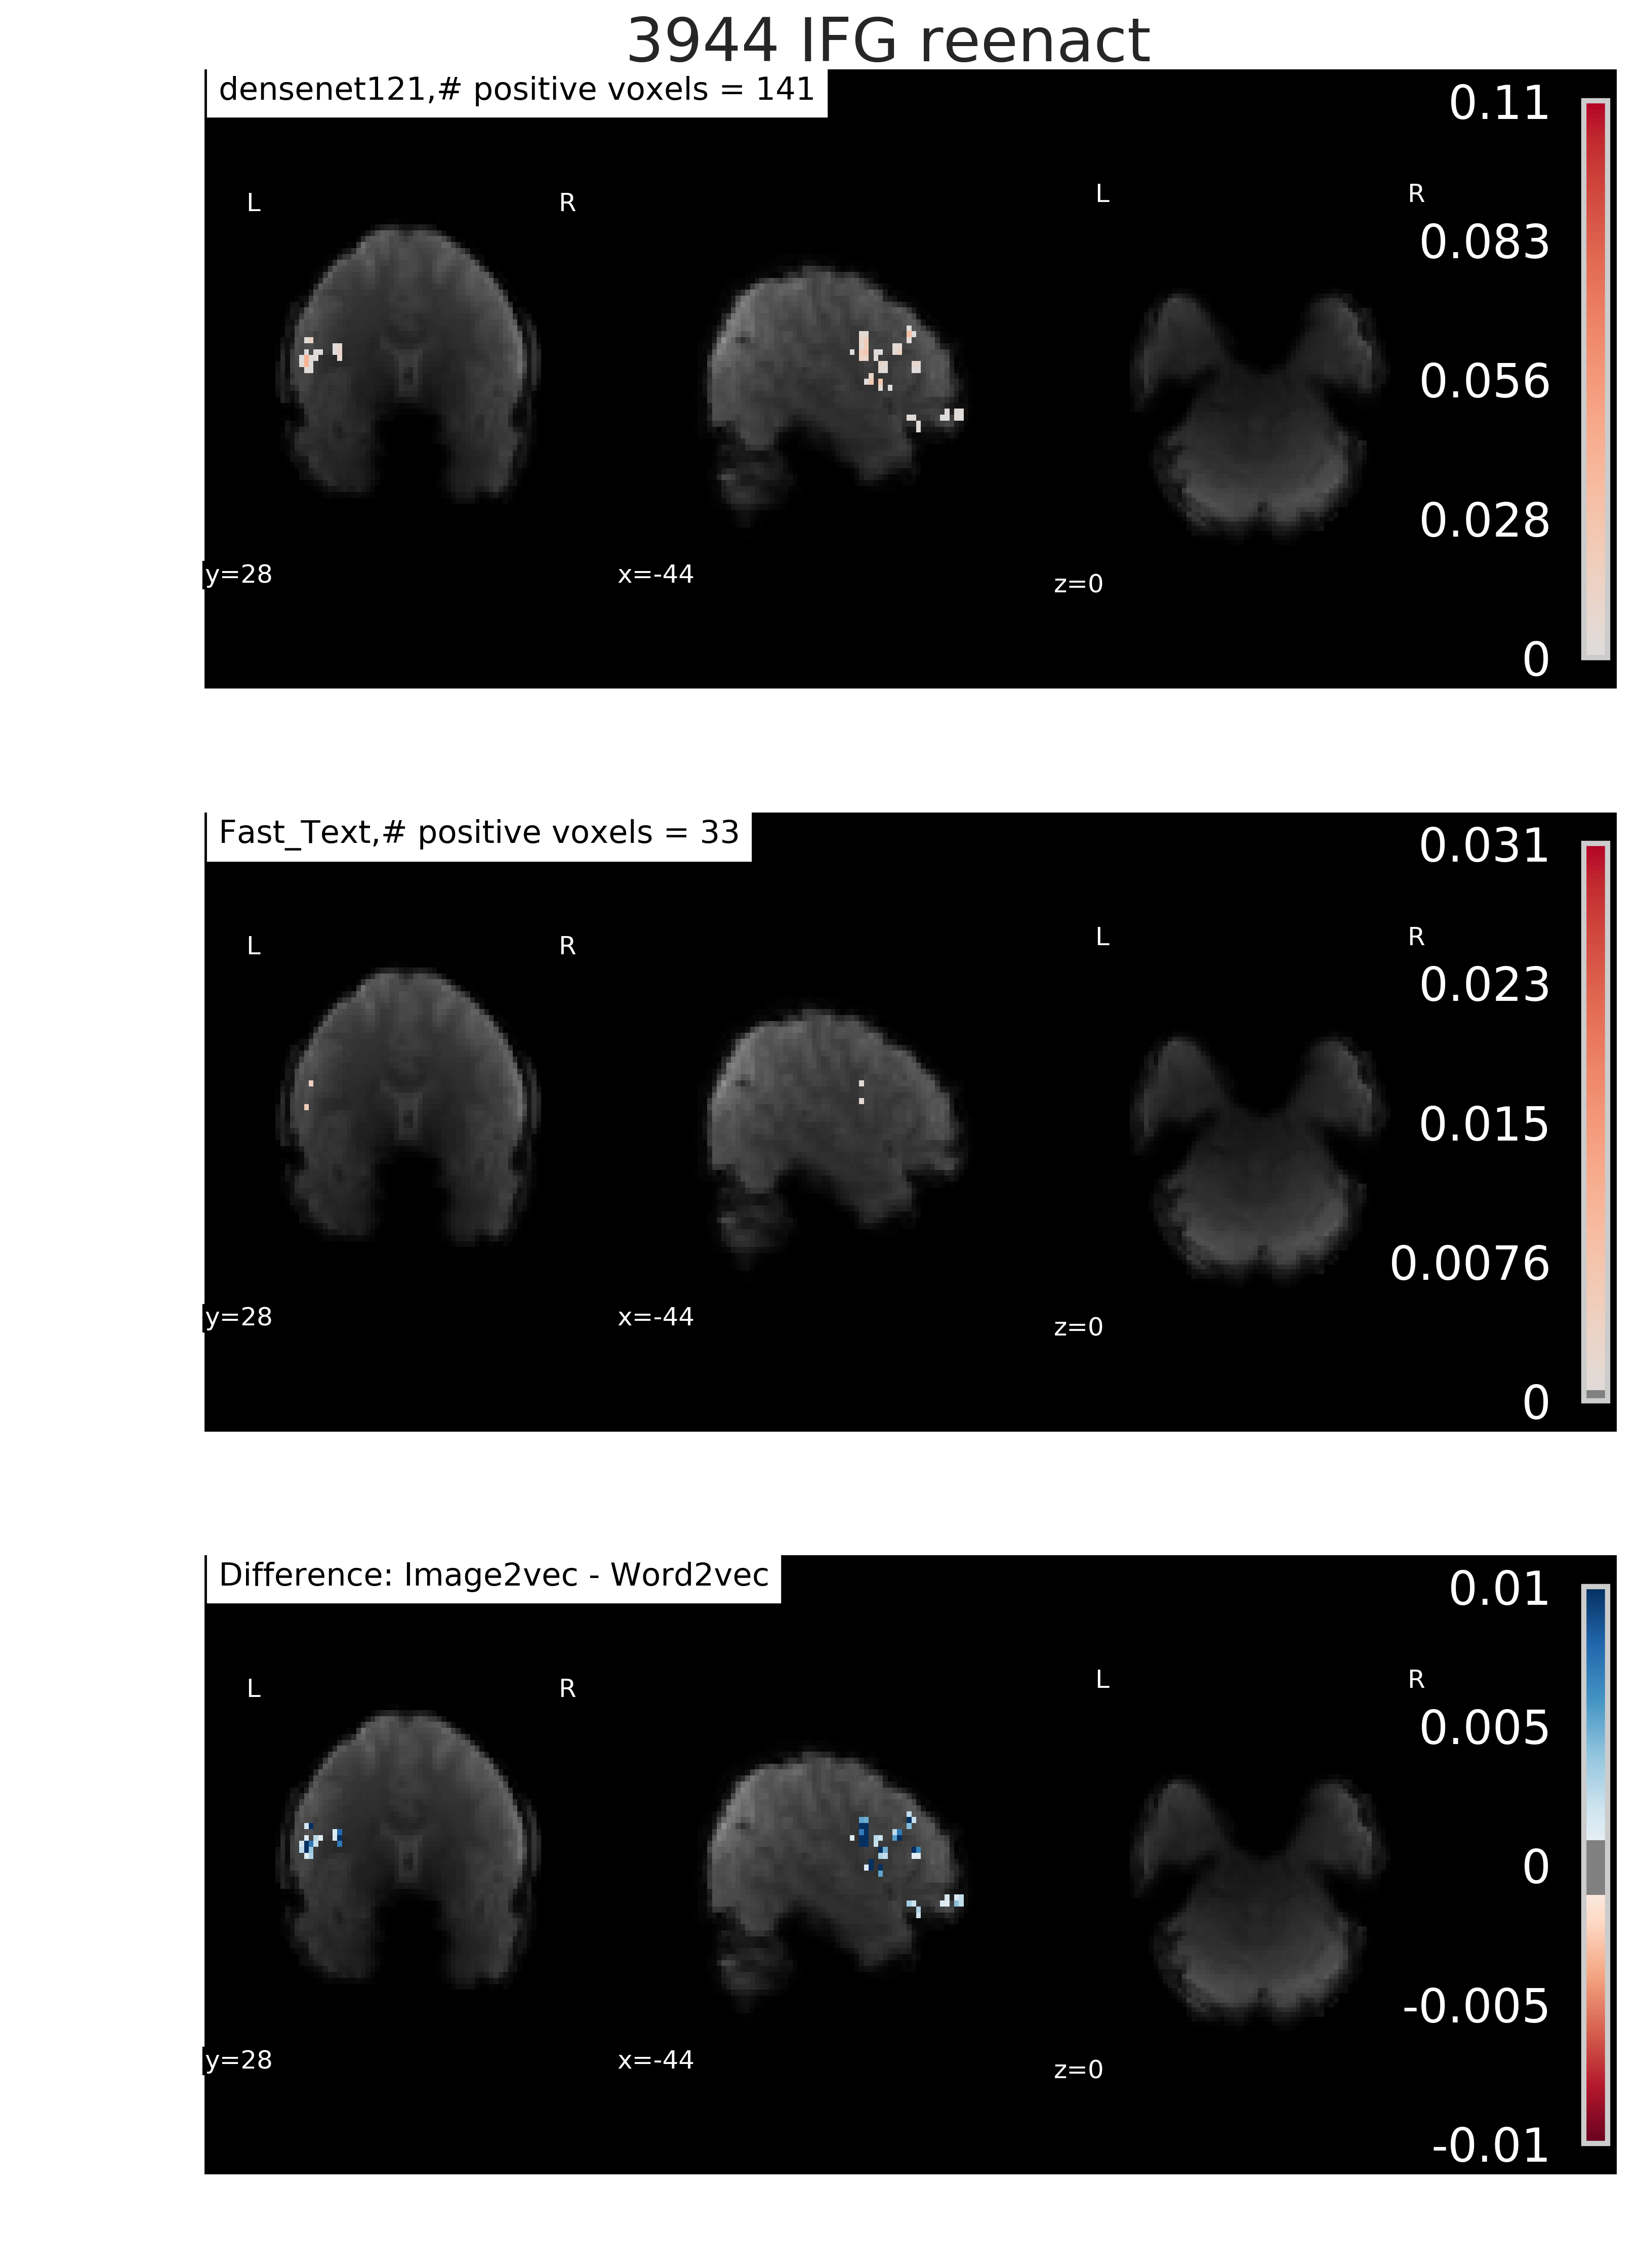 3944 IFG reenact
densenet121,# positive voxels = 141
0.11
L R L R
0.083
0.056
0.028
y=28 x=-44 z=0
0
Fast_Text,# positive voxels = 33
0.031
L R L R
0.023
0.015
0.0076
y=28 x=-44 z=0
0
Difference: Image2vec - Word2vec
0.01
L R L R
0.005
0
-0.005
y=28 x=-44 z=0
-0.01